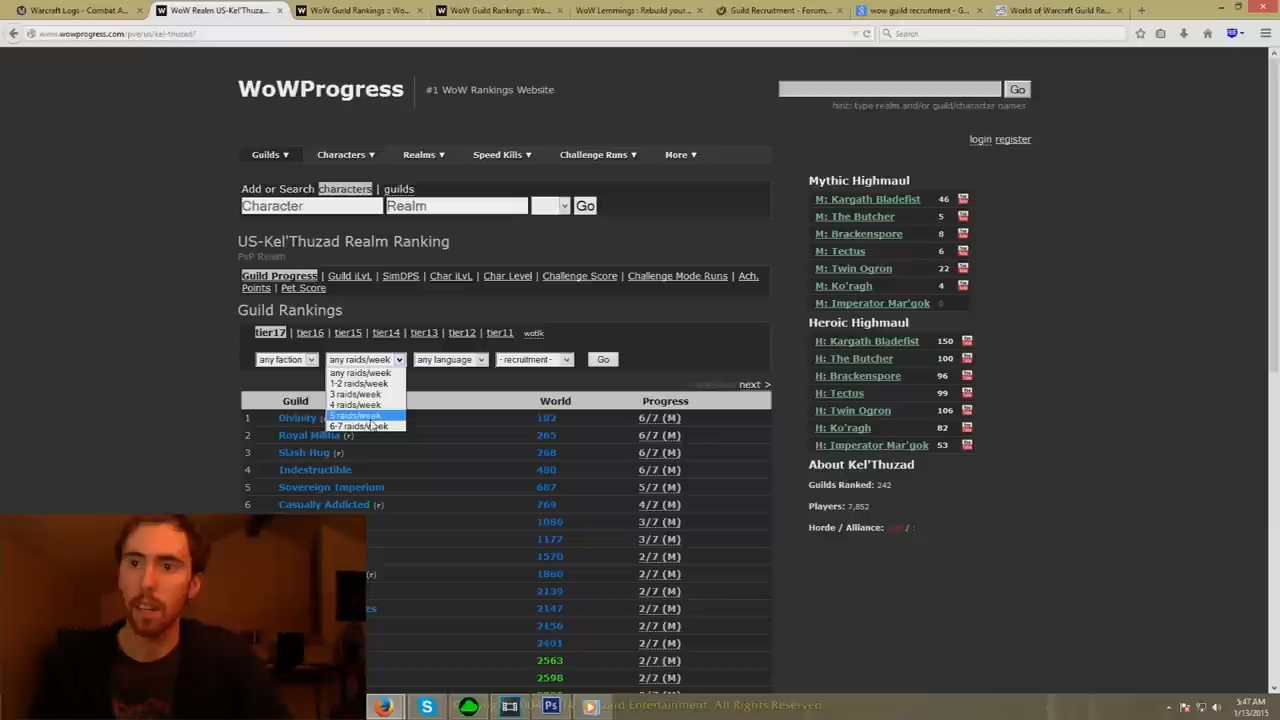 Warcraft Logs - Combat A...
WoW Realm US-Kel'Thuzad...
WoW Guild Rankings :: Wo...
WoW Guild Rankings :: Wo...
WoW Lemmings : Rebuild your...
Guild Recruitment - Forum...
wow guild recruitment - G...
World of Warcraft Guild Re...
www.wowprogress.com/pverus/kel-thuzad/
Search
WoWProgress
#1 WoW Rankings Website
Go
hint: type realm and/or guild/character names
login register
Guilds ▼
Characters ▼
Realms ▼
Speed Kills ▼
Challenge Runs ▼
More ▼
Add or Search characters | guilds
Character
Realm
Go
US-Kel'Thuzad Realm Ranking
PvP Realm
Guild Progress | Guild iLvL | SimDPS | Char iLvL | Char Level | Challenge Score | Challenge Mode Runs | Ach. Points | Pet Score
Guild Rankings
tier17 | tier16 | tier15 | tier14 | tier13 | tier12 | tier11 wotlk
any faction
any raids/week
any language
- recruitment -
Go
any raids/week
1-2 raids/week
3 raids/week
4 raids/week
5 raids/week
6-7 raids/week
next >
Guild World Progress
1 Divinity 182 6/7 (M)
2 Royal Militia (r) 265 6/7 (M)
3 Slash Hug (r) 268 6/7 (M)
4 Indestructible 480 6/7 (M)
5 Sovereign Imperium 687 5/7 (M)
6 Casually Addicted (r) 769 4/7 (M)
1086 3/7 (M)
1177 3/7 (M)
1570 2/7 (M)
(r) 1860 2/7 (M)
2139 2/7 (M)
es 2147 2/7 (M)
2156 2/7 (M)
2401 2/7 (M)
2563 2/7 (M)
2598 2/7 (M)
Mythic Highmaul
M: Kargath Bladefist 46
M: The Butcher 5
M: Brackenspore 8
M: Tectus 6
M: Twin Ogron 22
M: Ko'ragh 4
M: Imperator Mar'gok 0
Heroic Highmaul
H: Kargath Bladefist 150
H: The Butcher 100
H: Brackenspore 96
H: Tectus 99
H: Twin Ogron 106
H: Ko'ragh 82
H: Imperator Mar'gok 53
About Kel'Thuzad
Guilds Ranked: 242
Players: 7,852
Horde / Alliance:
Entertainment. All Rights Reserved
5:47 AM
1/13/2015